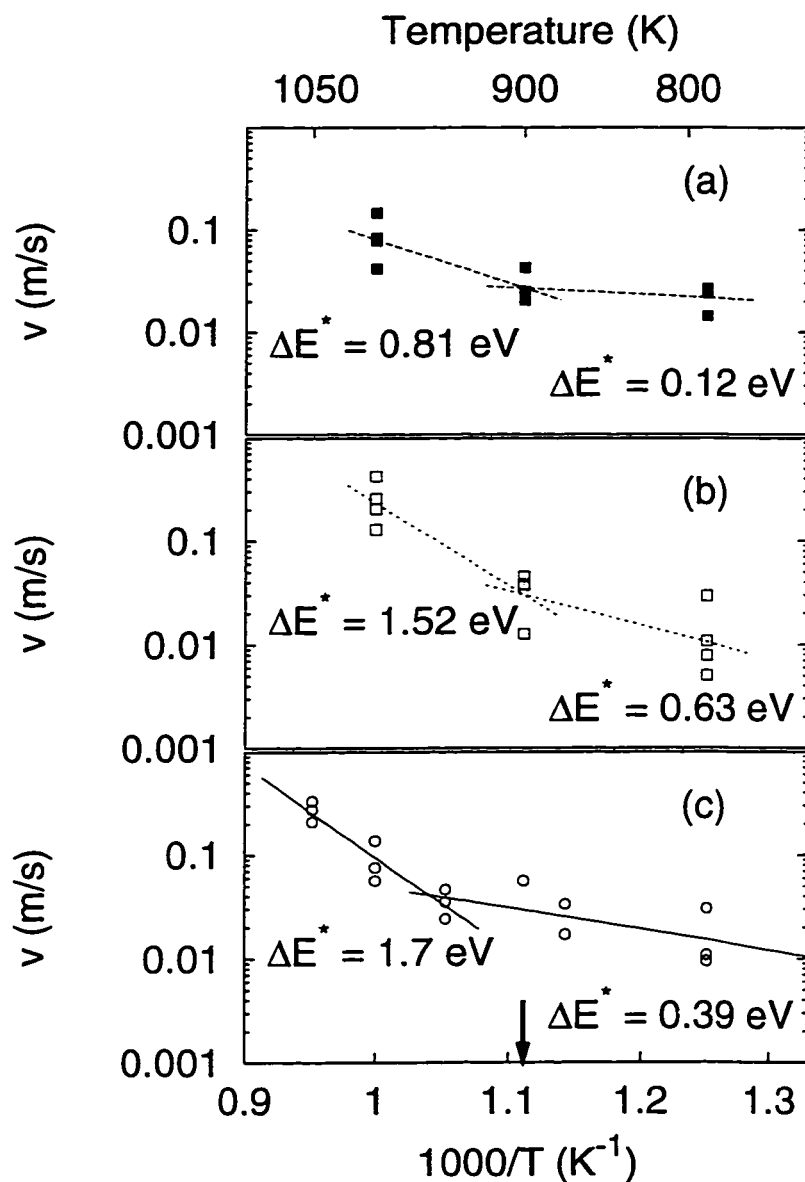 Temperature (K)
1050 900 800
(a)
v (m/s)
0.1
0.01
0.001
ΔE* = 0.81 eV
ΔE* = 0.12 eV
(b)
v (m/s)
0.1
0.01
0.001
ΔE* = 1.52 eV
ΔE* = 0.63 eV
(c)
v (m/s)
0.1
0.01
0.001
ΔE* = 1.7 eV
ΔE* = 0.39 eV
0.9 1 1.1 1.2 1.3
1000/T (K⁻¹)